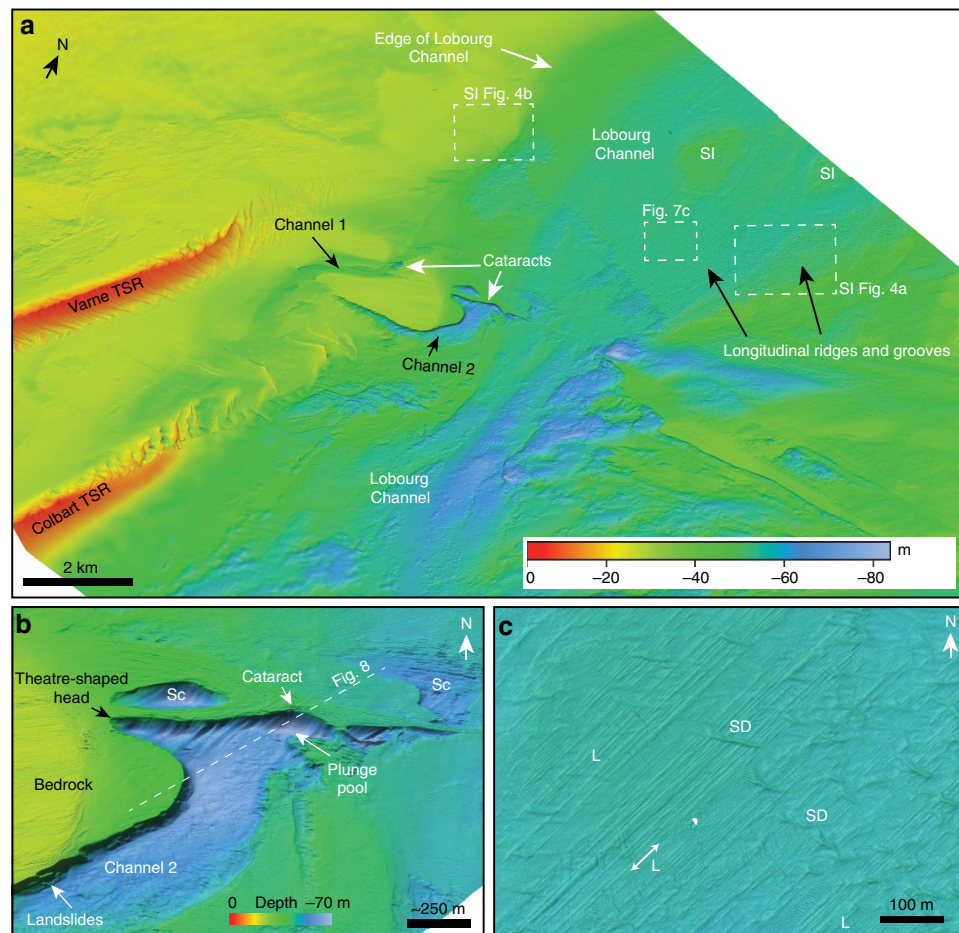 a
N
Edge of Lobourg
Channel
SI Fig. 4b
Lobourg
Channel
SI
SI
Channel 1
Fig. 7c
Cataracts
Varne TSR
SI Fig. 4a
Longitudinal ridges and grooves
Channel 2
Lobourg
Channel
Colbart TSR
2 km
m
0 –20 –40 –60 –80
b
N
Theatre-shaped
head
Sc
Cataract
Fig. 8
Sc
Bedrock
Plunge
pool
Channel 2
0 Depth –70 m
Landslides
~250 m
c
N
SD
L
SD
L
L
100 m